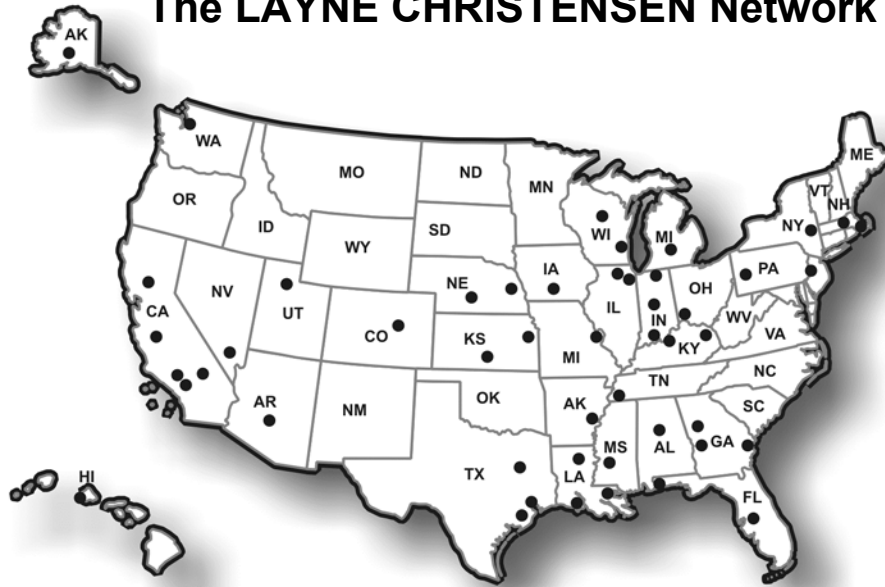 The LAYNE CHRISTENSEN Network
AK
WA
MO
ND
MN
ME
VT
NH
OR
ID
SD
WI
MI
NY
WY
IA
PA
NE
OH
NV
UT
IL
IN
WV
CA
CO
KS
MI
KY
VA
TN
NC
AR
NM
OK
AK
SC
MS
AL
GA
TX
LA
HI
FL